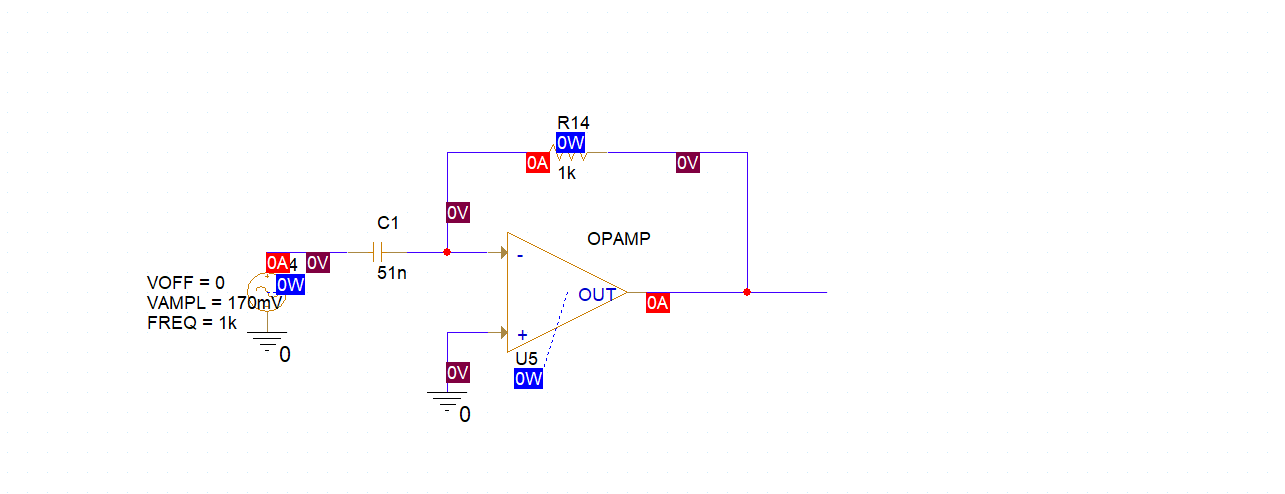 R14
0W
0A
0V
1k
0V
C1
OPAMP
-
0A
4
0V
51n
VOFF = 0
0W
OUT
VAMPL = 170mV
0A
FREQ = 1k
+
0
U5
0V
0W
0